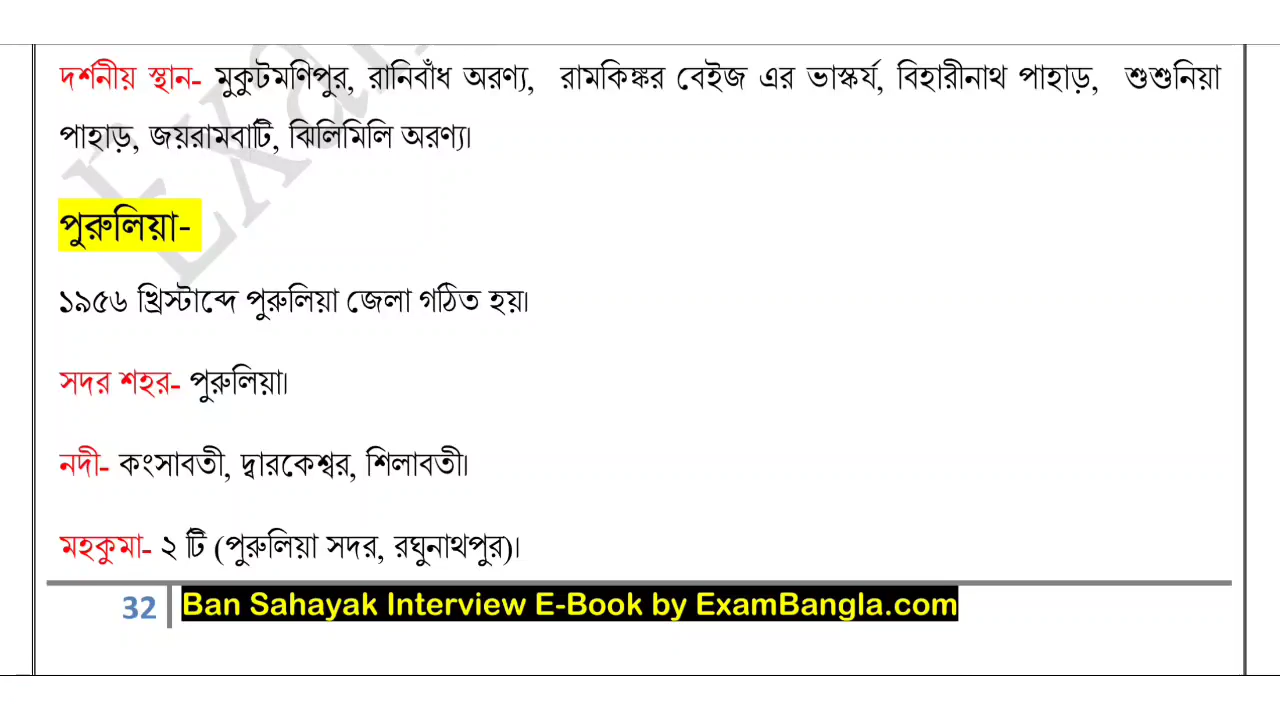 দর্শনীয় স্থান- মুকুটমণিপুর, রানিবাঁধ অরণ্য, রামকিঙ্কর বেইজ এর ভাস্কর্য, বিহারীনাথ পাহাড়, শুশুনিয়া
পাহাড়, জয়রামবাটি, ঝিলিমিলি অরণ্য।
পুরুলিয়া-
১৯৫৬ খ্রিস্টাব্দে পুরুলিয়া জেলা গঠিত হয়।
সদর শহর- পুরুলিয়া।
নদী- কংসাবতী, দ্বারকেশ্বর, শিলাবতী।
মহকুমা- ২ টি (পুরুলিয়া সদর, রঘুনাথপুর)।
32 Ban Sahayak Interview E-Book by ExamBangla.com